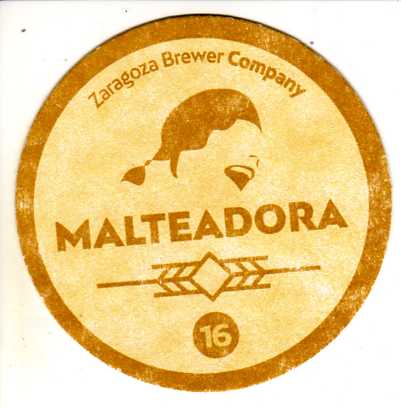 Zaragoza Brewer Company
MALTEADORA
16